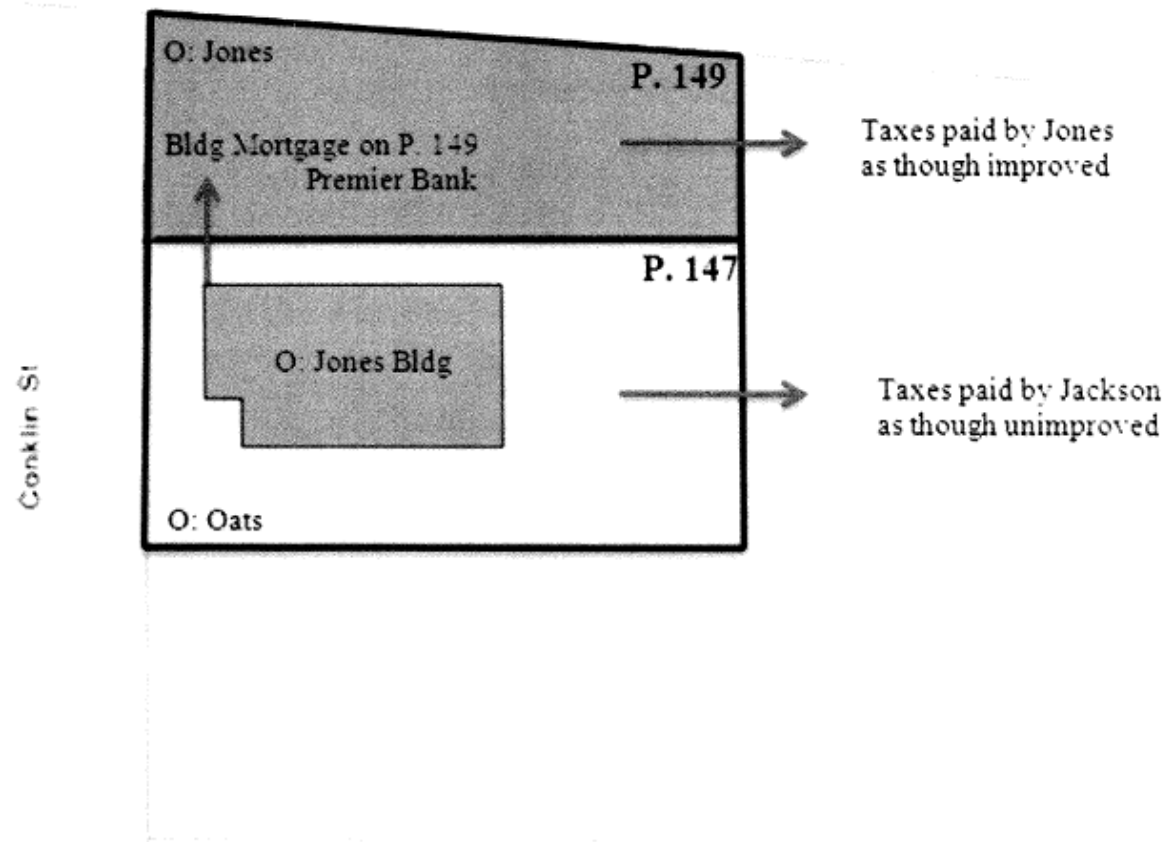 O: Jones
P. 149
Bldg Mortgage on P. 149
Premier Bank
Taxes paid by Jones
as though improved
P. 147
O: Jones Bldg
Conklin St
Taxes paid by Jackson
as though unimproved
O: Oats